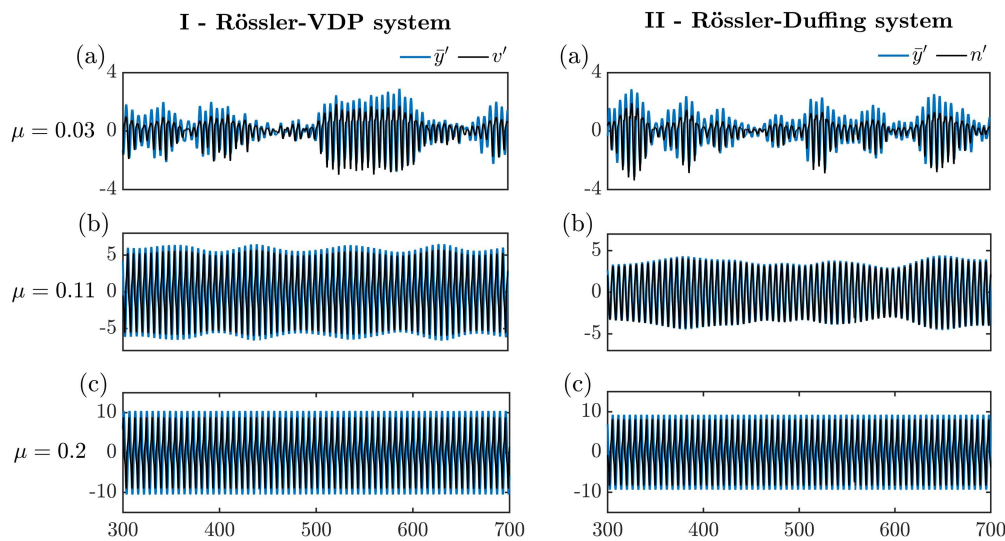 I - Rössler-VDP system
II - Rössler-Duffing system
(a)
ȳ′ v′
(a)
ȳ′ n′
μ = 0.03
4
0
-4
4
0
-4
(b)
(b)
μ = 0.11
5
0
-5
5
0
-5
(c)
(c)
μ = 0.2
10
0
-10
10
0
-10
300 400 500 600 700
300 400 500 600 700